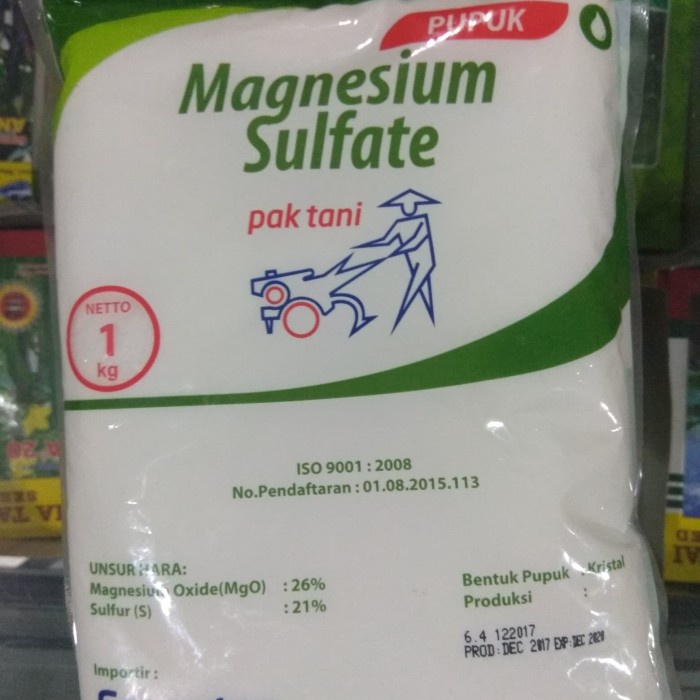 PUPUK
Magnesium
Sulfate
pak tani
NETTO
1
kg
ISO 9001 : 2008
No.Pendaftaran : 01.08.2015.113
UNSUR HARA:
Magnesium Oxide(MgO) : 26%
Sulfur (S) : 21%
Bentuk Pupuk : Kristal
Produksi :
6.4 122017
PROD: DEC 2017 EXP: DEC 2020
Importir :